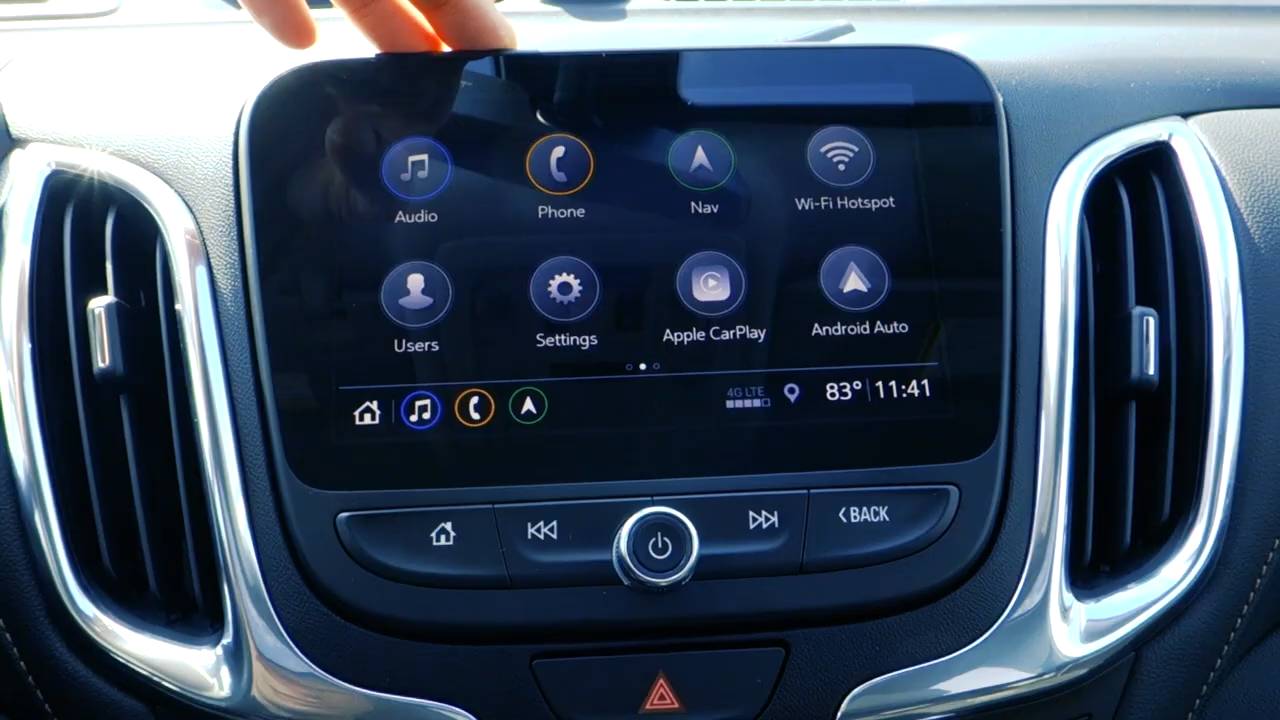 Audio
Phone
Nav
Wi-Fi Hotspot
Users
Settings
Apple CarPlay
Android Auto
4G LTE
83° 11:41
BACK